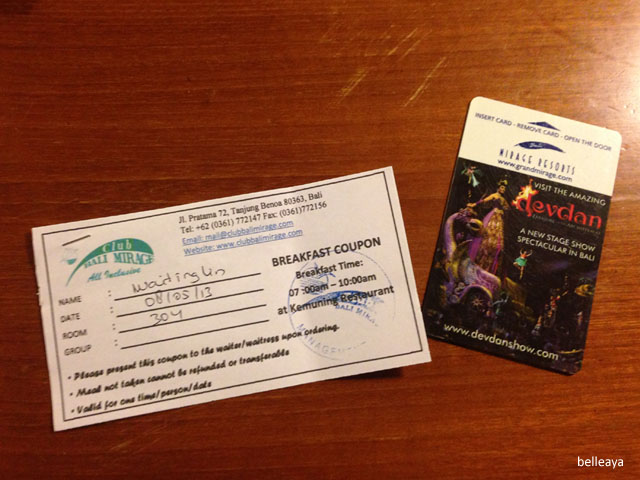 Jl. Pratama 72, Tanjung Benoa 80363, Bali
Tel: +62 (0361) 772147 Fax: (0361)772156
Email: mali@clubbalimirage.com
Website: www.clubbalimirage.com
Club
BALI MIRAGE
All Inclusive
BREAKFAST COUPON
Breakfast Time:
07 :00am – 10:00am
at Kemuning Restaurant
NAME :
DATE : 08/05/13
ROOM : 304
GROUP :
BALI MIRA
MANAGEM
• Please present this coupon to the waiter/waitress upon ordering.
• Meal not taken cannot be refunded or transferable
• Valid for one time/person/date
INSERT CARD - REMOVE CARD - OPEN THE DOOR
Bali
MIRAGE RESORTS
www.grandmirage.com
VISIT THE AMAZING
devdan
A NEW STAGE SHOW
SPECTACULAR IN BALI
www.devdanshow.com
belleaya